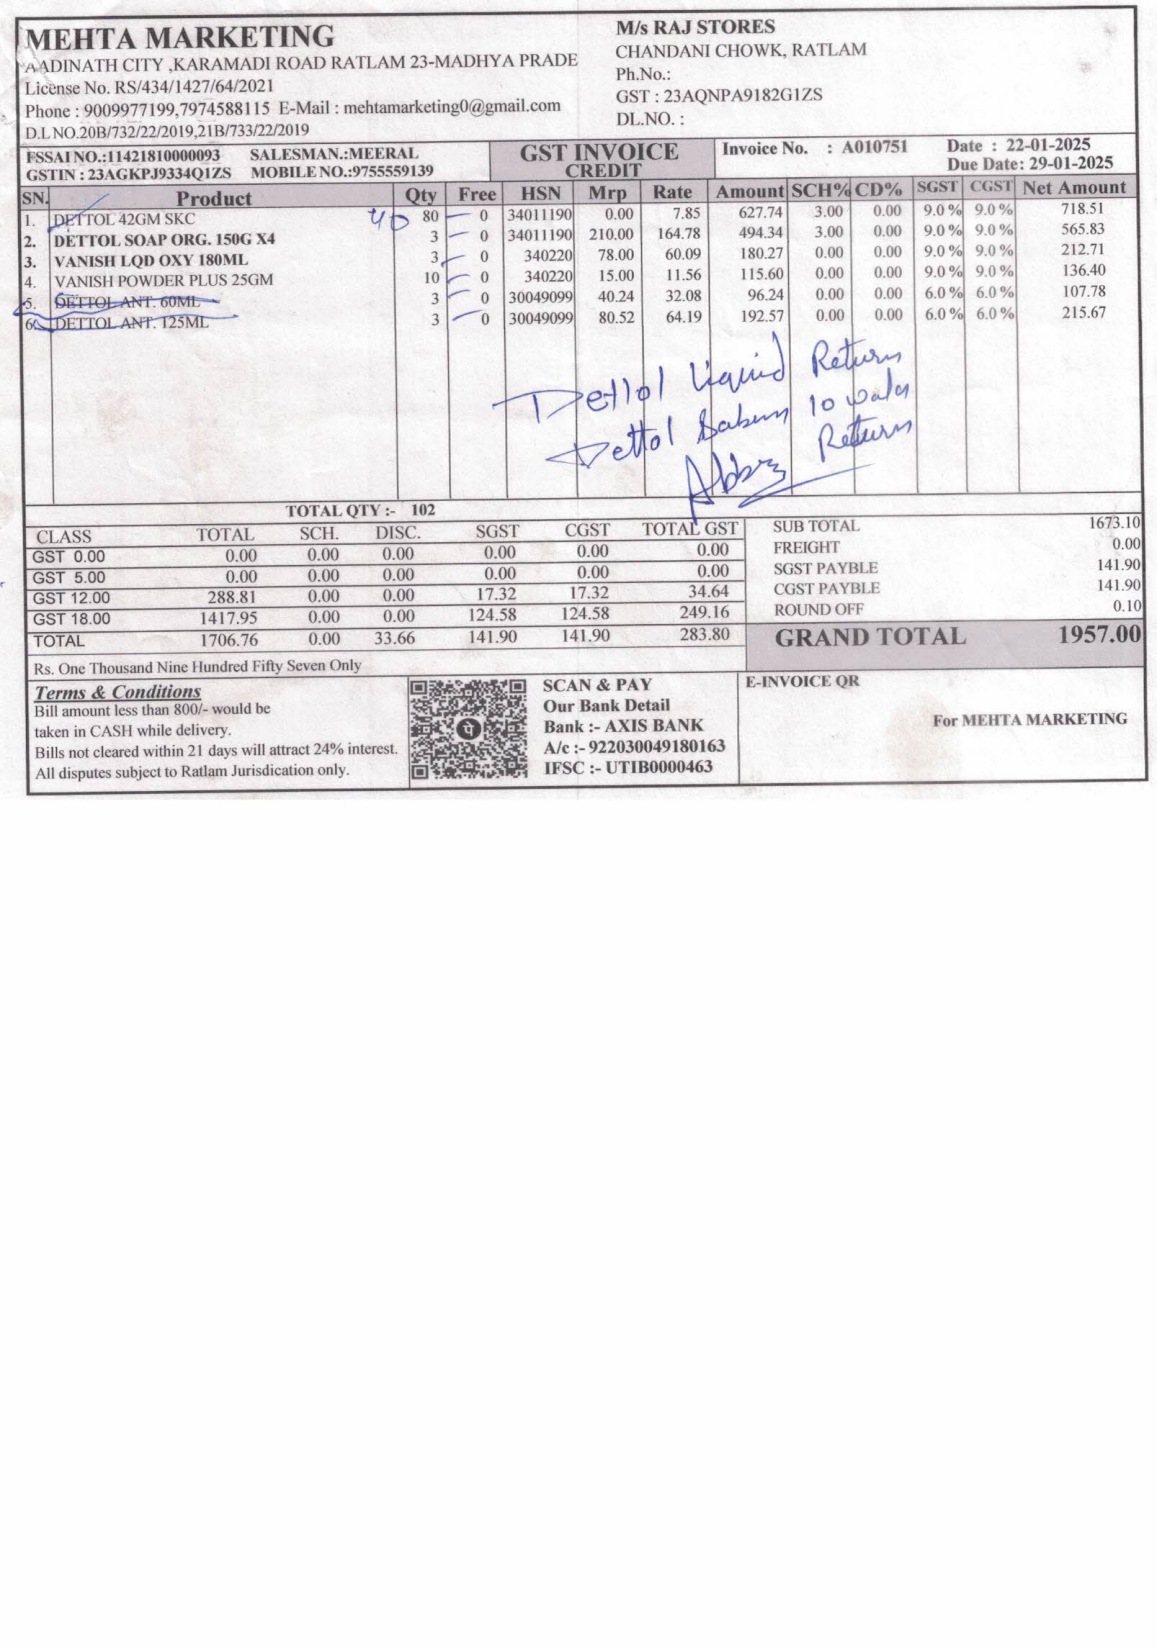 MEHTA MARKETING
AADINATH CITY ,KARAMADI ROAD RATLAM 23-MADHYA PRADE
License No. RS/434/1427/64/2021
Phone : 9009977199,7974588115 E-Mail : mehtamarketing0@gmail.com
D.L NO.20B/732/22/2019,21B/733/22/2019
M/s RAJ STORES
CHANDANI CHOWK, RATLAM
Ph.No.:
GST : 23AQNPA9182G1ZS
DL.NO. :
FSSAI NO.:11421810000093 SALESMAN.:MEERAL
GSTIN : 23AGKPJ9334Q1ZS MOBILE NO.:9755559139
GST INVOICE
CREDIT
Invoice No. : A010751 Date : 22-01-2025
Due Date: 29-01-2025
SN. Product Qty Free HSN Mrp Rate Amount SCH% CD% SGST CGST Net Amount
1. DETTOL 42GM SKC 40 80 0 34011190 0.00 7.85 627.74 3.00 0.00 9.0 % 9.0 % 718.51
2. DETTOL SOAP ORG. 150G X4 3 0 34011190 210.00 164.78 494.34 3.00 0.00 9.0 % 9.0 % 565.83
3. VANISH LQD OXY 180ML 3 0 340220 78.00 60.09 180.27 0.00 0.00 9.0 % 9.0 % 212.71
4. VANISH POWDER PLUS 25GM 10 0 340220 15.00 11.56 115.60 0.00 0.00 9.0 % 9.0 % 136.40
5. DETTOL ANT. 60ML 3 0 30049099 40.24 32.08 96.24 0.00 0.00 6.0 % 6.0 % 107.78
6. DETTOL ANT. 125ML 3 0 30049099 80.52 64.19 192.57 0.00 0.00 6.0 % 6.0 % 215.67
Dettol Liquid Return
Dettol Sabun 10 wala
Return
TOTAL QTY :- 102
CLASS TOTAL SCH. DISC. SGST CGST TOTAL GST
GST 0.00 0.00 0.00 0.00 0.00 0.00 0.00
GST 5.00 0.00 0.00 0.00 0.00 0.00 0.00
GST 12.00 288.81 0.00 0.00 17.32 17.32 34.64
GST 18.00 1417.95 0.00 0.00 124.58 124.58 249.16
TOTAL 1706.76 0.00 33.66 141.90 141.90 283.80
SUB TOTAL 1673.10
FREIGHT 0.00
SGST PAYBLE 141.90
CGST PAYBLE 141.90
ROUND OFF 0.10
GRAND TOTAL 1957.00
Rs. One Thousand Nine Hundred Fifty Seven Only
Terms & Conditions
Bill amount less than 800/- would be
taken in CASH while delivery.
Bills not cleared within 21 days will attract 24% interest.
All disputes subject to Ratlam Jurisdication only.
SCAN & PAY
Our Bank Detail
Bank :- AXIS BANK
A/c :- 922030049180163
IFSC :- UTIB0000463
E-INVOICE QR
For MEHTA MARKETING